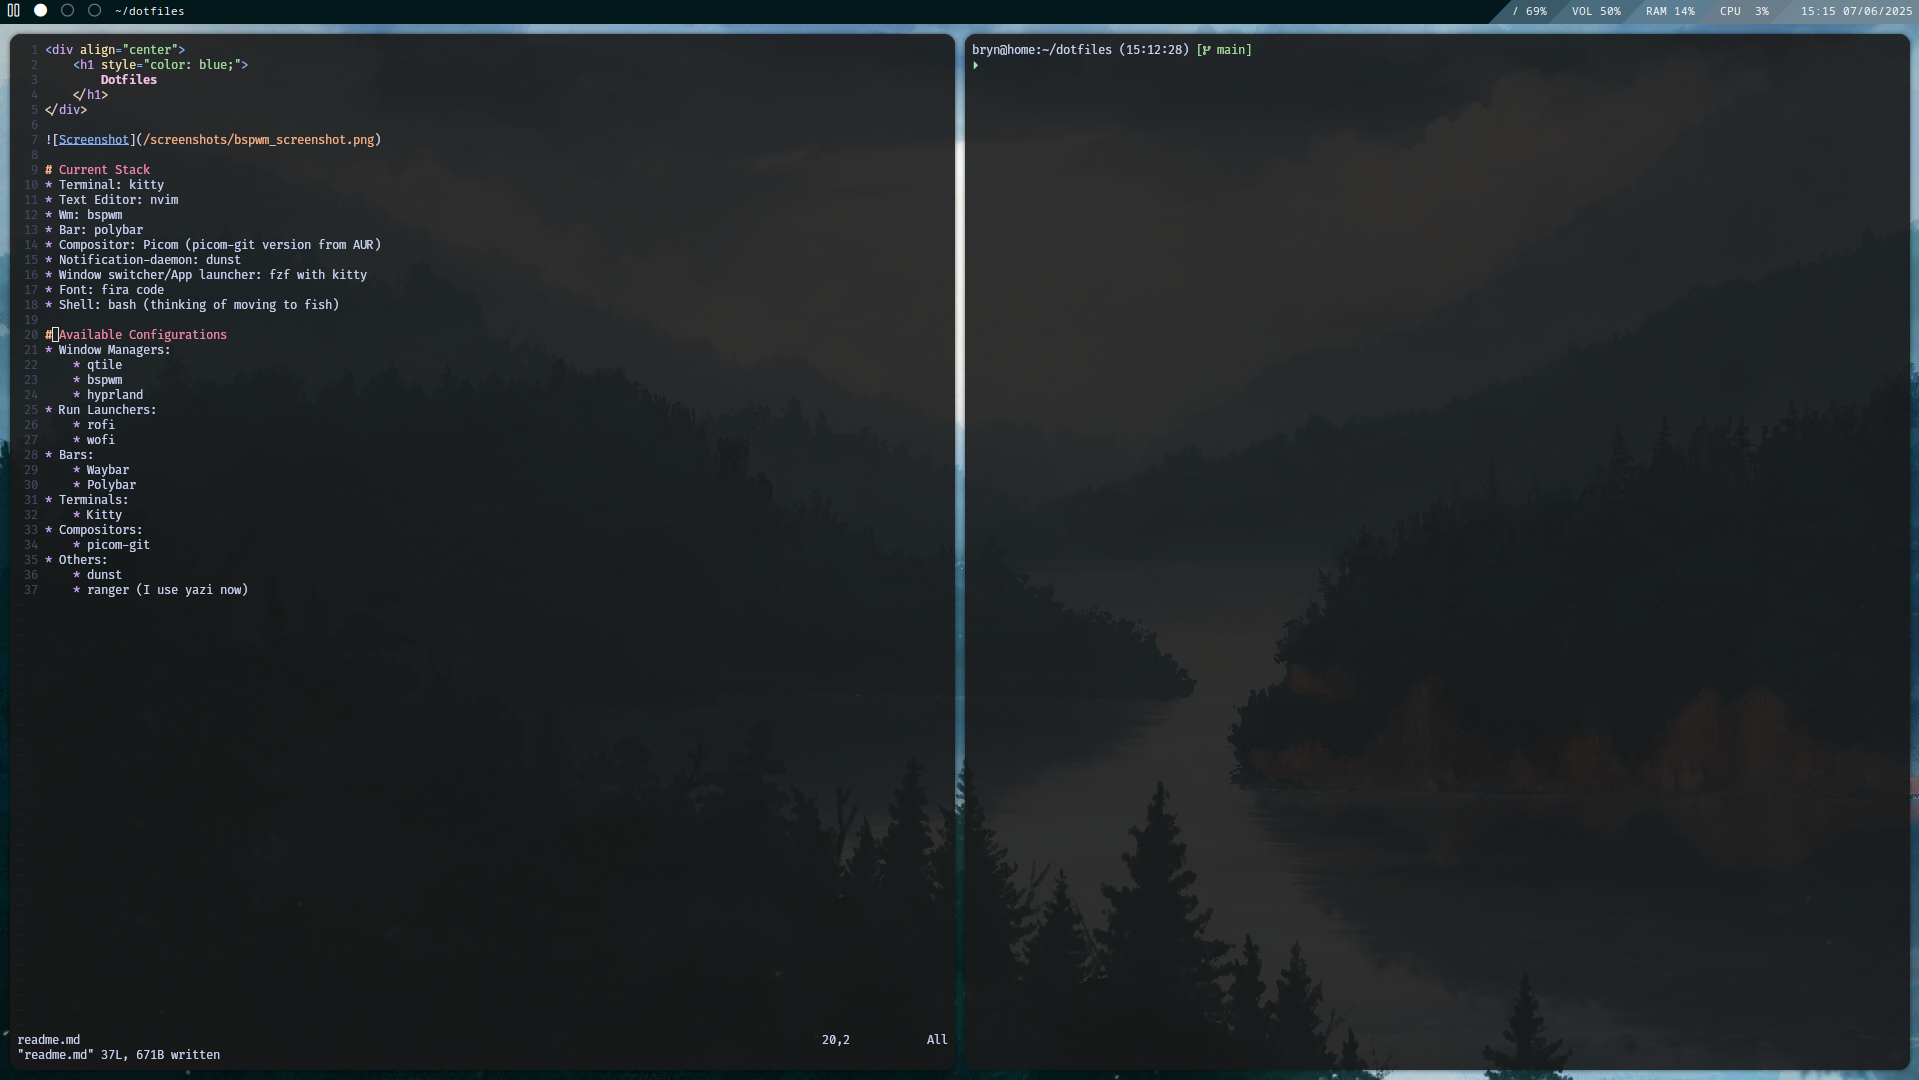 ~/dotfiles
/ 69% VOL 50% RAM 14% CPU 3% 15:15 07/06/2025
1 <div align="center">
2     <h1 style="color: blue;">
3         Dotfiles
4     </h1>
5 </div>
6
7 ![Screenshot](/screenshots/bspwm_screenshot.png)
8
9 # Current Stack
10 * Terminal: kitty
11 * Text Editor: nvim
12 * Wm: bspwm
13 * Bar: polybar
14 * Compositor: Picom (picom-git version from AUR)
15 * Notification-daemon: dunst
16 * Window switcher/App launcher: fzf with kitty
17 * Font: fira code
18 * Shell: bash (thinking of moving to fish)
19
20 # Available Configurations
21 * Window Managers:
22     * qtile
23     * bspwm
24     * hyprland
25 * Run Launchers:
26     * rofi
27     * wofi
28 * Bars:
29     * Waybar
30     * Polybar
31 * Terminals:
32     * Kitty
33 * Compositors:
34     * picom-git
35 * Others:
36     * dunst
37     * ranger (I use yazi now)
readme.md 20,2 All
"readme.md" 37L, 671B written
bryn@home:~/dotfiles (15:12:28) [main]